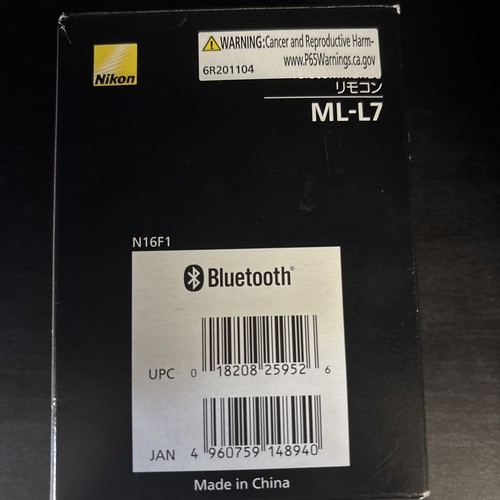 Nikon
WARNING: Cancer and Reproductive Harm-
www.P65Warnings.ca.gov
6R201104
リモコン
ML-L7
N16F1
Bluetooth®
UPC 0 18208 25952 6
JAN 4 960759 148940
Made in China